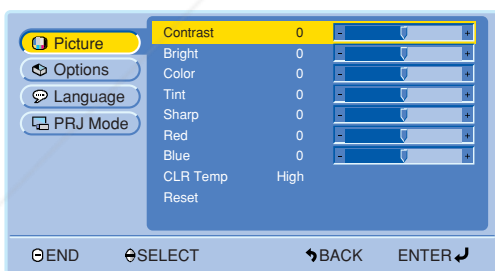 Picture
Options
Language
PRJ Mode
Contrast 0 - +
Bright 0 - +
Color 0 - +
Tint 0 - +
Sharp 0 - +
Red 0 - +
Blue 0 - +
CLR Temp High
Reset
END SELECT BACK ENTER